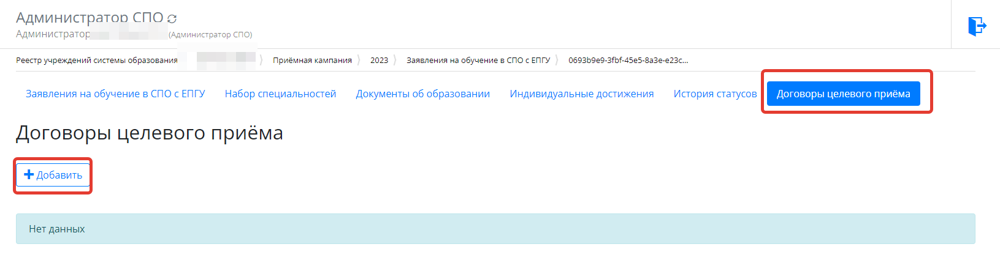 Администратор СПО
Администратор (Администратор СПО)
Реестр учреждений системы образования Приёмная кампания 2023 Заявления на обучение в СПО с ЕПГУ 0693b9e9-3fbf-45e5-8a3e-e23c...
Заявления на обучение в СПО с ЕПГУ Набор специальностей Документы об образовании Индивидуальные достижения История статусов Договоры целевого приёма
Договоры целевого приёма
Добавить
Нет данных